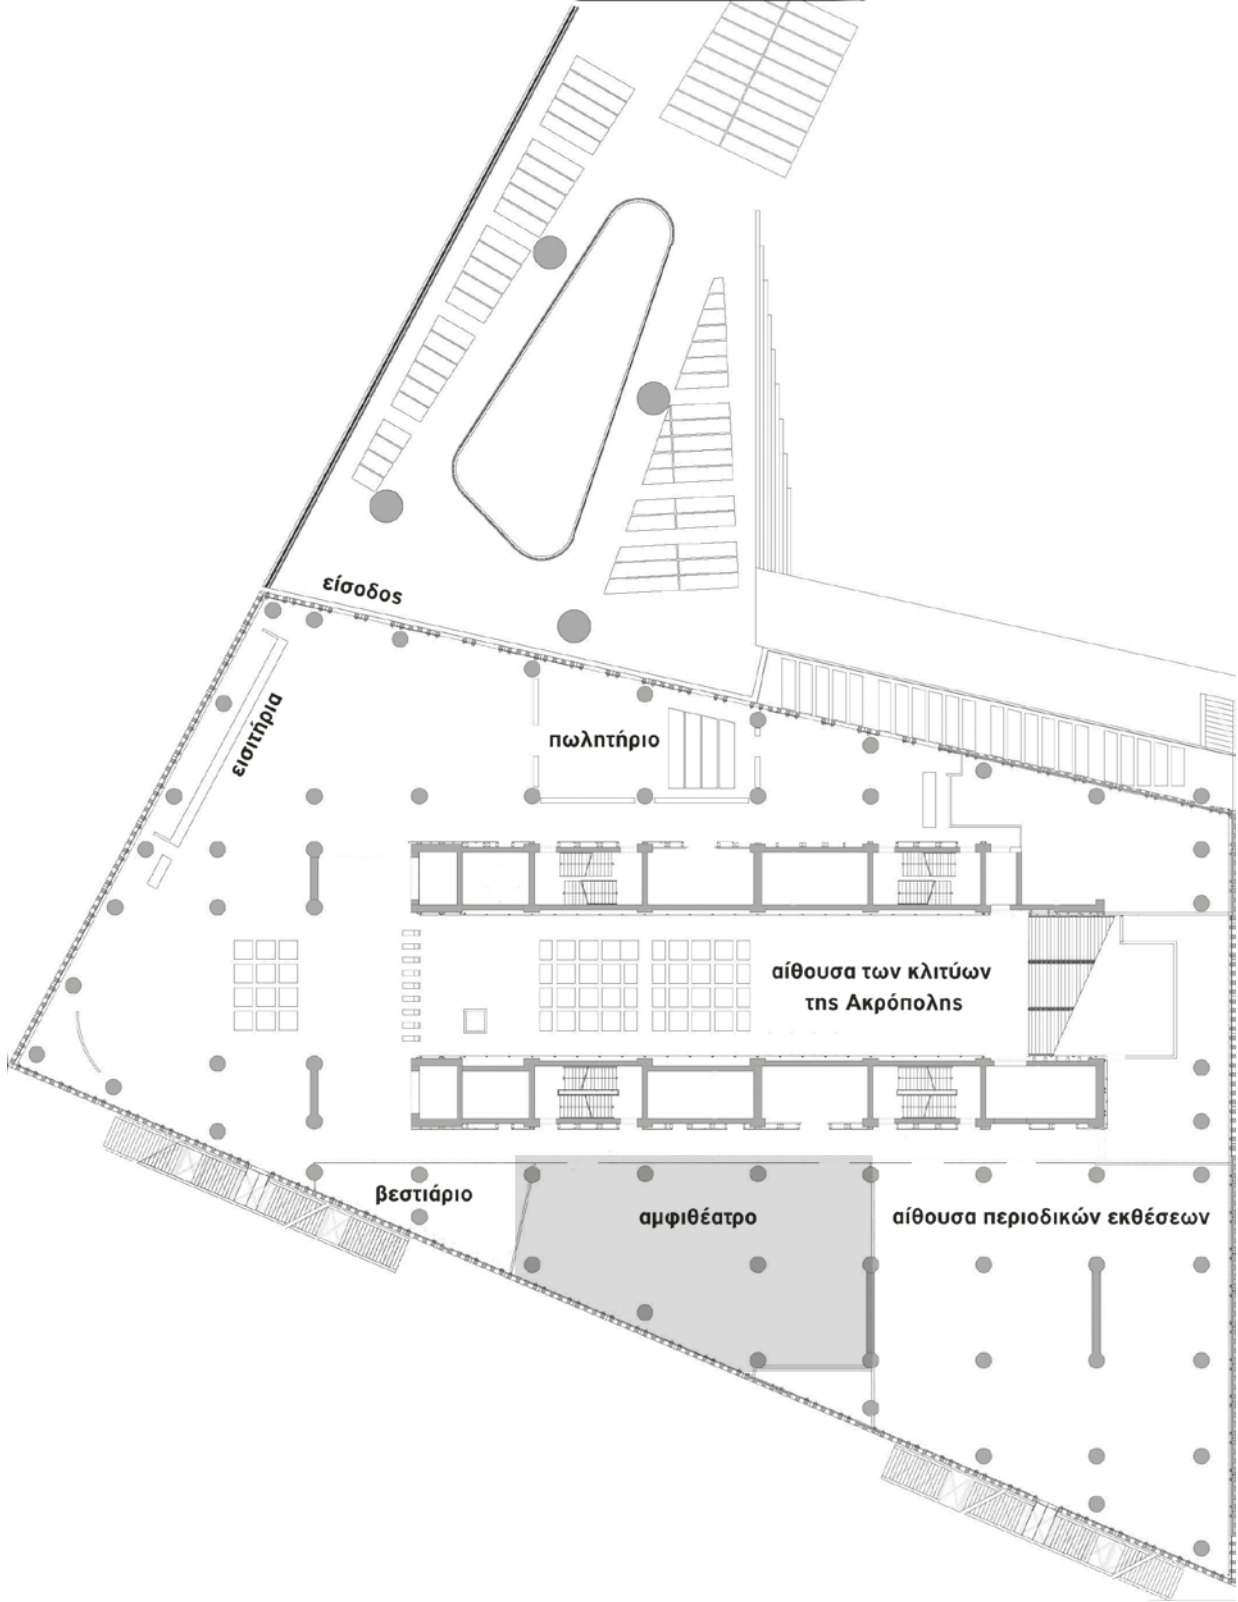 είσοδος
εισιτήρια
πωλητήριο
αίθουσα των κλιτύων
της Ακρόπολης
βεστιάριο
αμφιθέατρο
αίθουσα περιοδικών εκθέσεων